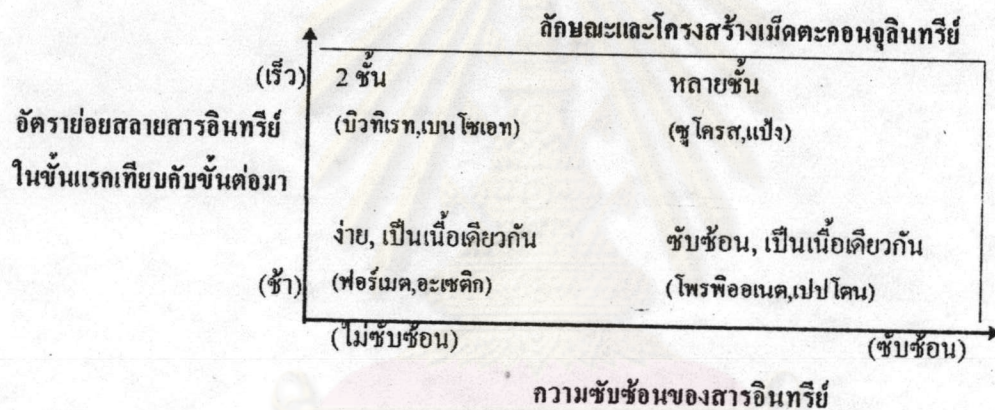 ลักษณะและโครงสร้างเม็ดตะกอนจุลินทรีย์
(เร็ว) 2 ชั้น หลายชั้น
อัตราย่อยสลายสารอินทรีย์ (บิวทิเรท,เบนโซเอท) (ซูโครส,แป้ง)
ในขั้นแรกเทียบกับขั้นต่อมา
ง่าย, เป็นเนื้อเดียวกัน ซับซ้อน, เป็นเนื้อเดียวกัน
(ช้า) (ฟอร์เมต,อะเซติก) (โพรพิออเนต,เปปโตน)
(ไม่ซับซ้อน) (ซับซ้อน)
ความซับซ้อนของสารอินทรีย์